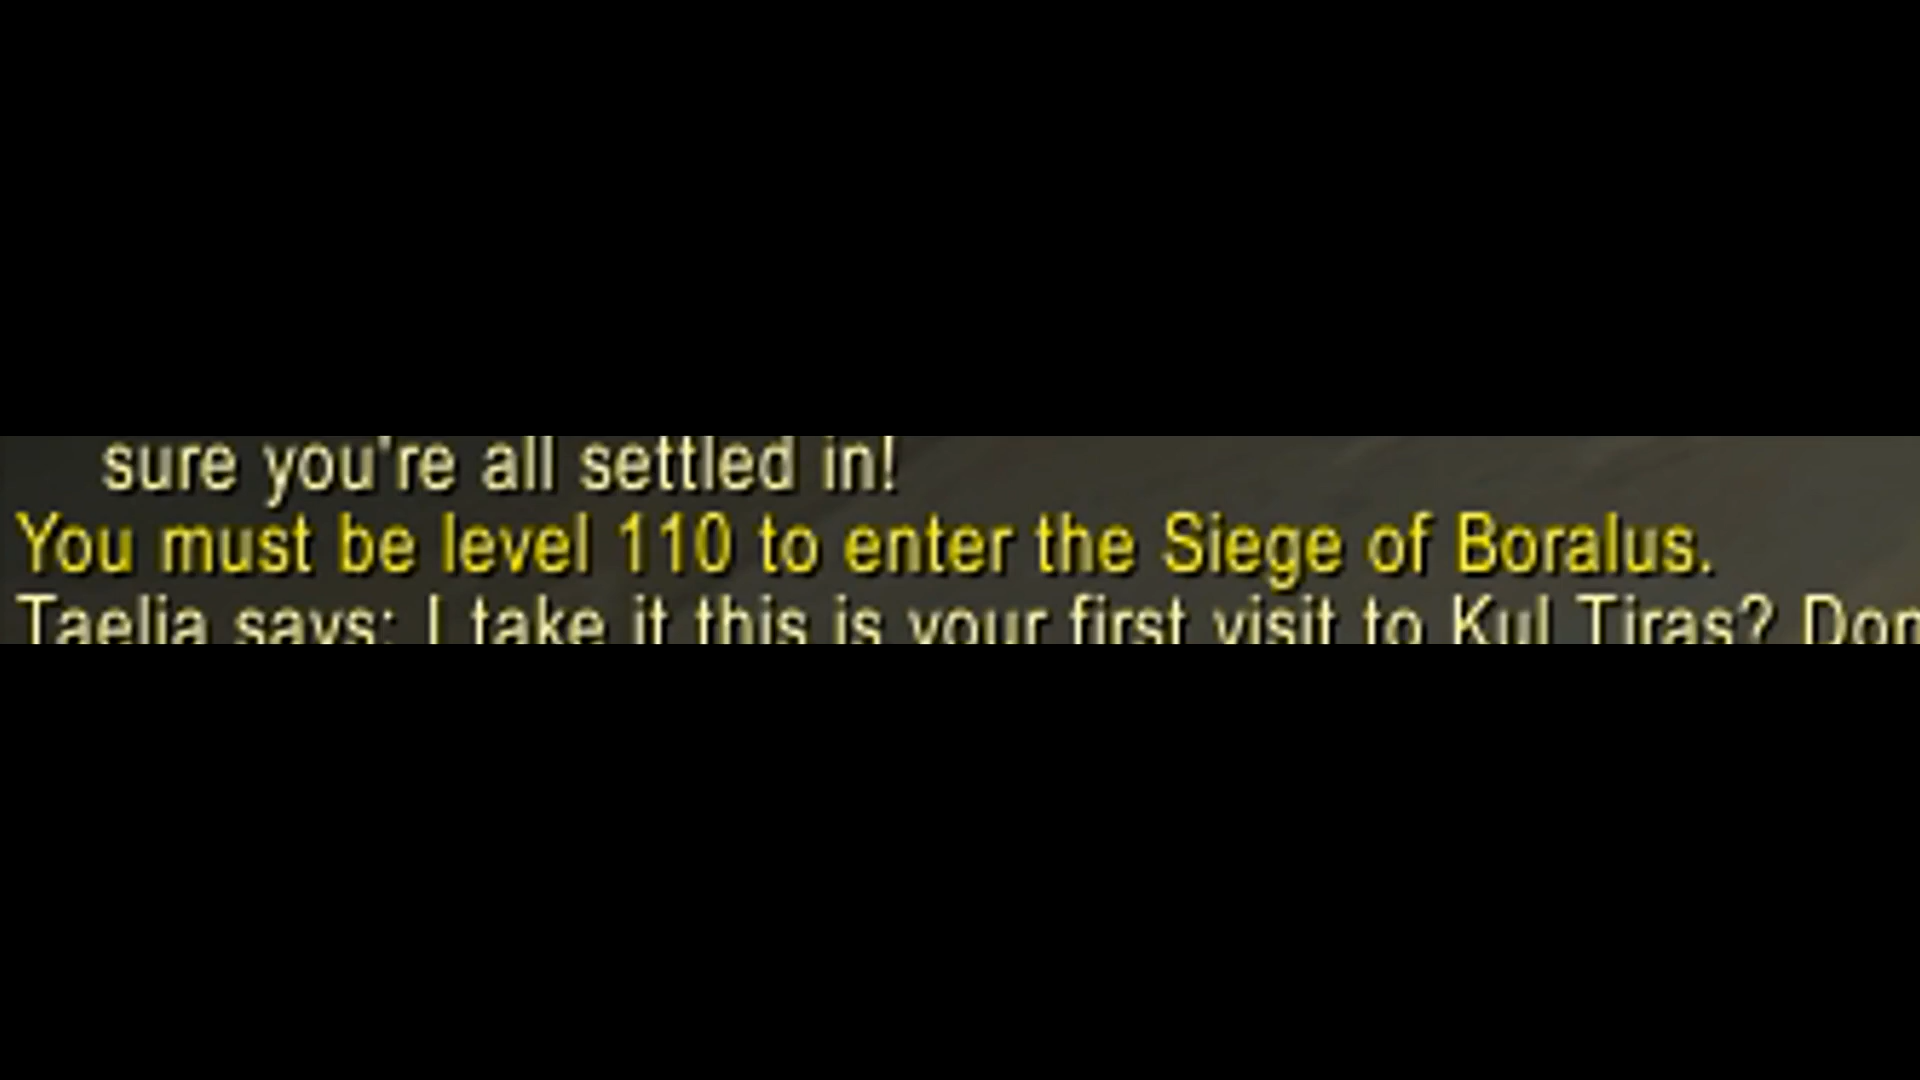 sure you're all settled in!
You must be level 110 to enter the Siege of Boralus.
Taelia says: I take it this is your first visit to Kul Tiras? Don